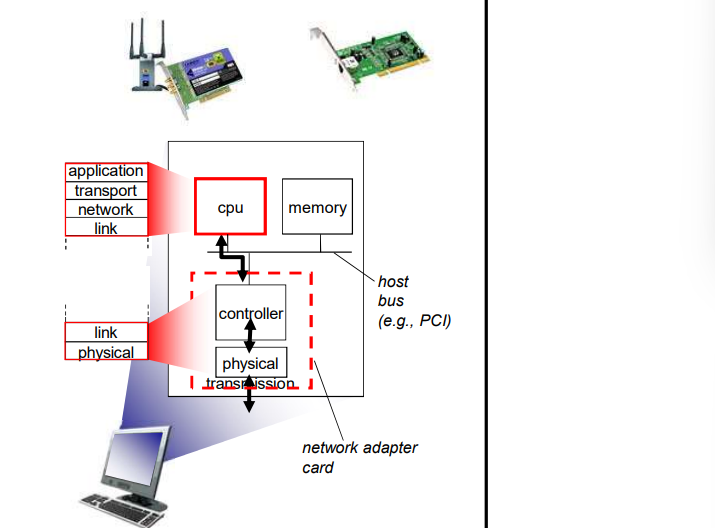 application
transport
network
link
cpu
memory
host
bus
(e.g., PCI)
controller
link
physical
physical
transmission
network adapter
card